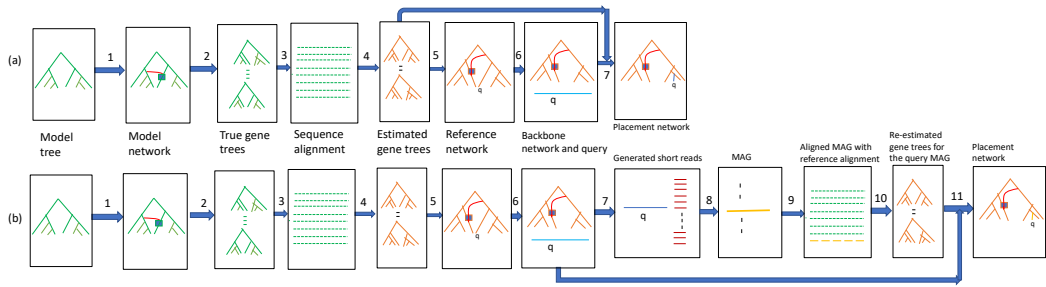 (a)
1
2
3
4
5
6
7
q
q
q
Model
tree
Model
network
True gene
trees
Sequence
alignment
Estimated
gene trees
Reference
network
Backbone
network and query
Placement network
Generated short reads
MAG
Aligned MAG with
reference alignment
Re-estimated
gene trees for
the query MAG
Placement
network
(b)
1
2
3
4
5
6
7
8
9
10
11
q
q
q
q